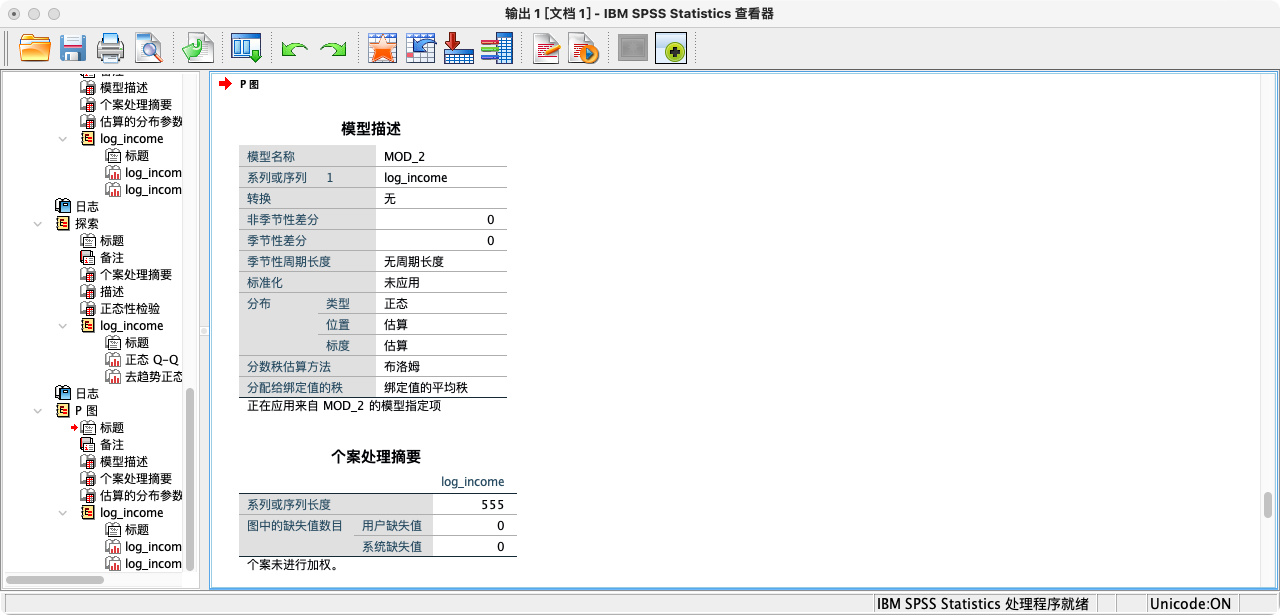 输出 1 [文档 1] - IBM SPSS Statistics 查看器
模型描述
个案处理摘要
估算的分布参数
log_income
标题
log_incom
log_incom
日志
探索
标题
备注
个案处理摘要
描述
正态性检验
log_income
标题
正态 Q-Q
去趋势正态
日志
P 图
标题
备注
模型描述
个案处理摘要
估算的分布参数
log_income
标题
log_incom
log_incom
P 图
模型描述
模型名称 MOD_2
系列或序列 1 log_income
转换 无
非季节性差分 0
季节性差分 0
季节性周期长度 无周期长度
标准化 未应用
分布 类型 正态
位置 估算
标度 估算
分数秩估算方法 布洛姆
分配给绑定值的秩 绑定值的平均秩
正在应用来自 MOD_2 的模型指定项
个案处理摘要
log_income
系列或序列长度 555
图中的缺失值数目 用户缺失值 0
系统缺失值 0
个案未进行加权。
IBM SPSS Statistics 处理程序就绪
Unicode:ON